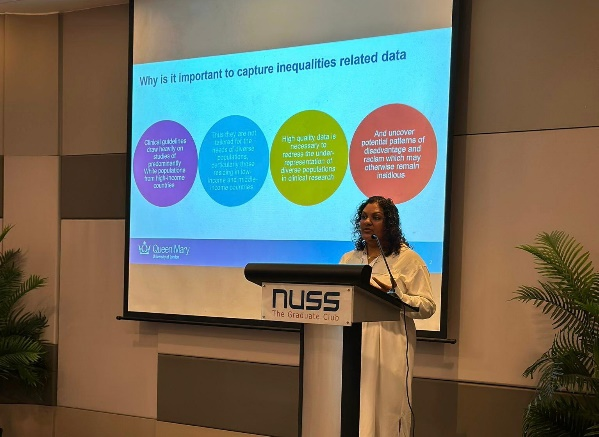 Why is it important to capture inequalities related data
Clinical guidelines
draw heavily on
studies of
predominantly
White populations
from high-income
countries
Thus they are not
tailored for the
needs of diverse
populations,
particularly those
residing in low-
income and middle-
income countries.
High quality data is
necessary to
redress the under-
representation of
diverse populations
in clinical research
And uncover
potential patterns of
disadvantage and
racism which may
otherwise remain
insidious
Queen Mary
University of London
NUSS
The Graduate Club